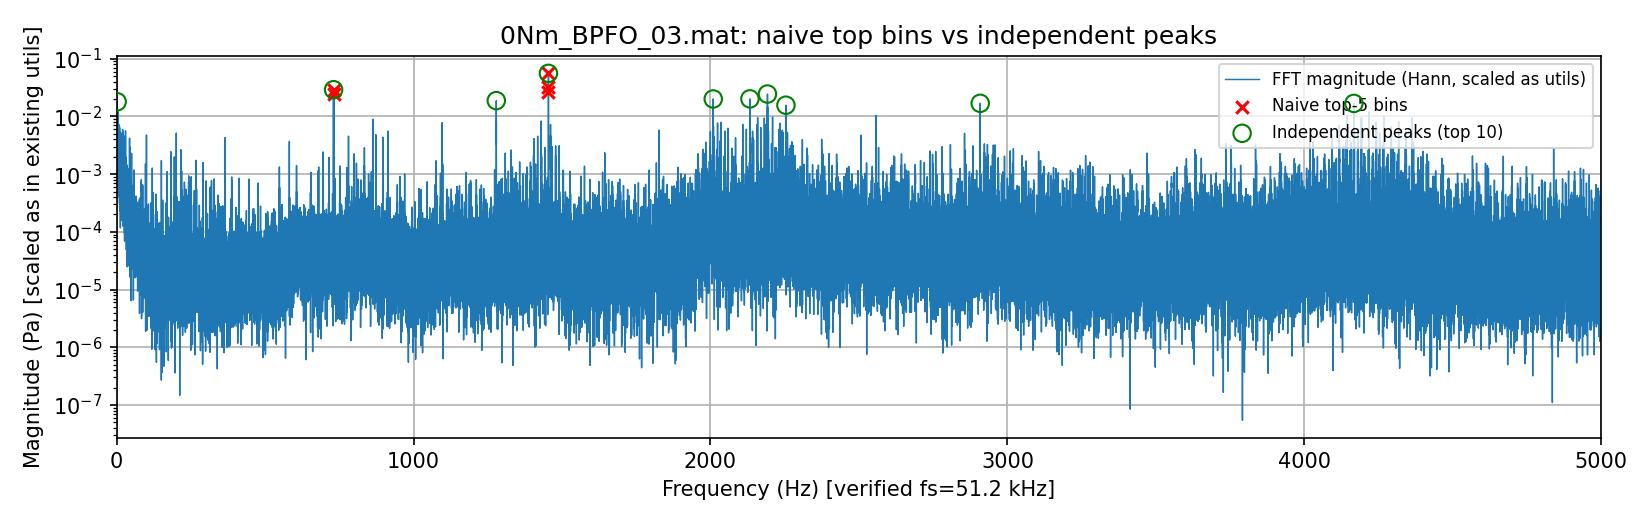 0Nm_BPFO_03.mat: naive top bins vs independent peaks
Magnitude (Pa) [scaled as in existing utils]
10⁻¹
10⁻²
10⁻³
10⁻⁴
10⁻⁵
10⁻⁶
10⁻⁷
FFT magnitude (Hann, scaled as utils)
Naive top-5 bins
Independent peaks (top 10)
0
1000
2000
3000
4000
5000
Frequency (Hz) [verified fs=51.2 kHz]